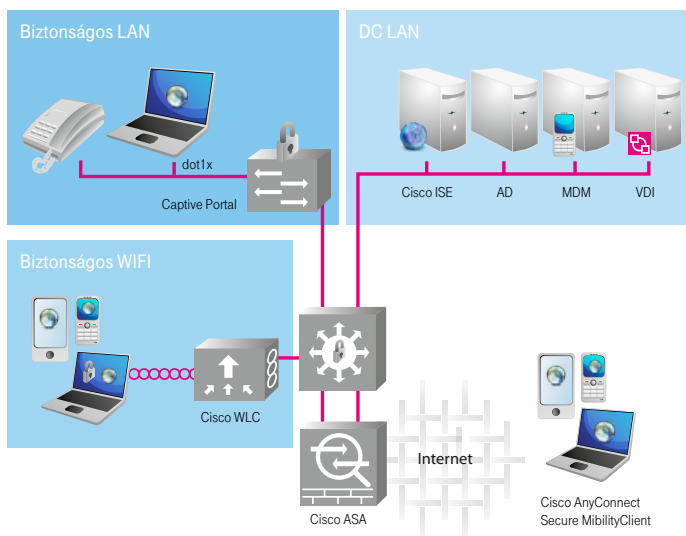 Biztonságos LAN
dot1x
Captive Portal
DC LAN
Cisco ISE
AD
MDM
VDI
Biztonságos WIFI
Cisco WLC
Cisco ASA
Internet
Cisco AnyConnect
Secure MibilityClient